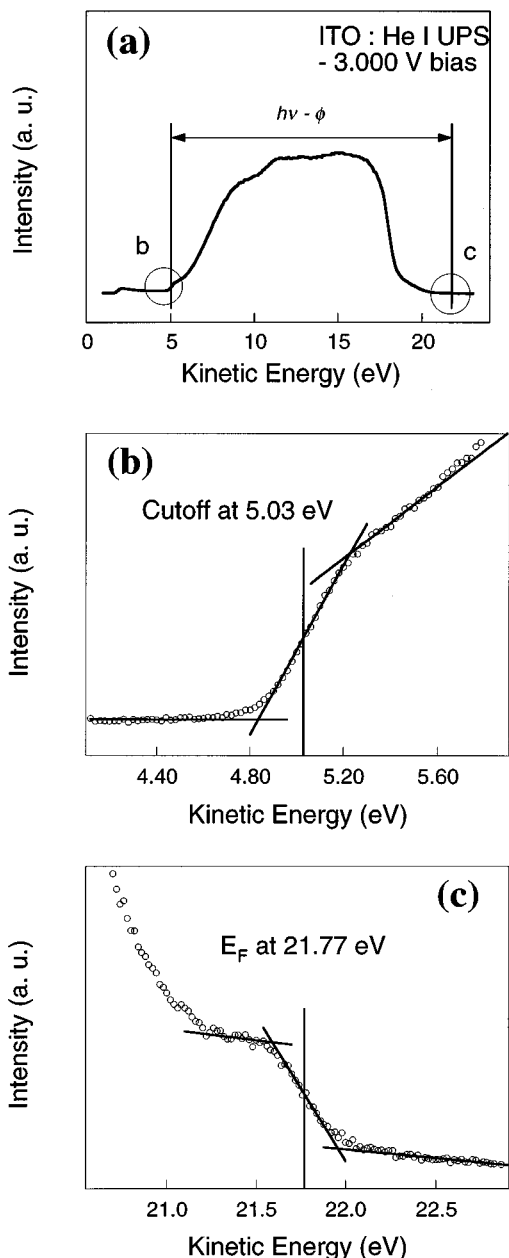 (a)
ITO : He I UPS
- 3.000 V bias
hν - ϕ
b
c
Intensity (a. u.)
0 5 10 15 20
Kinetic Energy (eV)
(b)
Cutoff at 5.03 eV
Intensity (a. u.)
4.40 4.80 5.20 5.60
Kinetic Energy (eV)
(c)
E_F at 21.77 eV
Intensity (a. u.)
21.0 21.5 22.0 22.5
Kinetic Energy (eV)